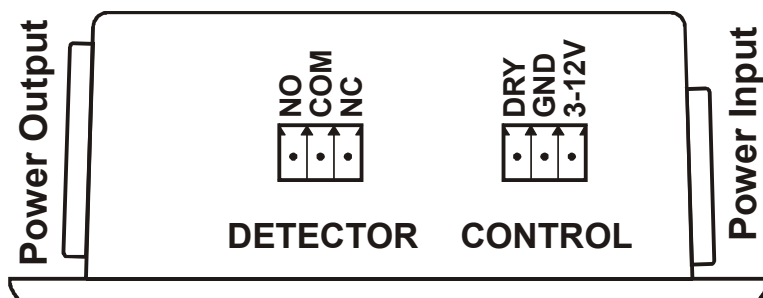 Power Output
NO
COM
NC
DETECTOR
DRY
GND
3-12V
CONTROL
Power Input